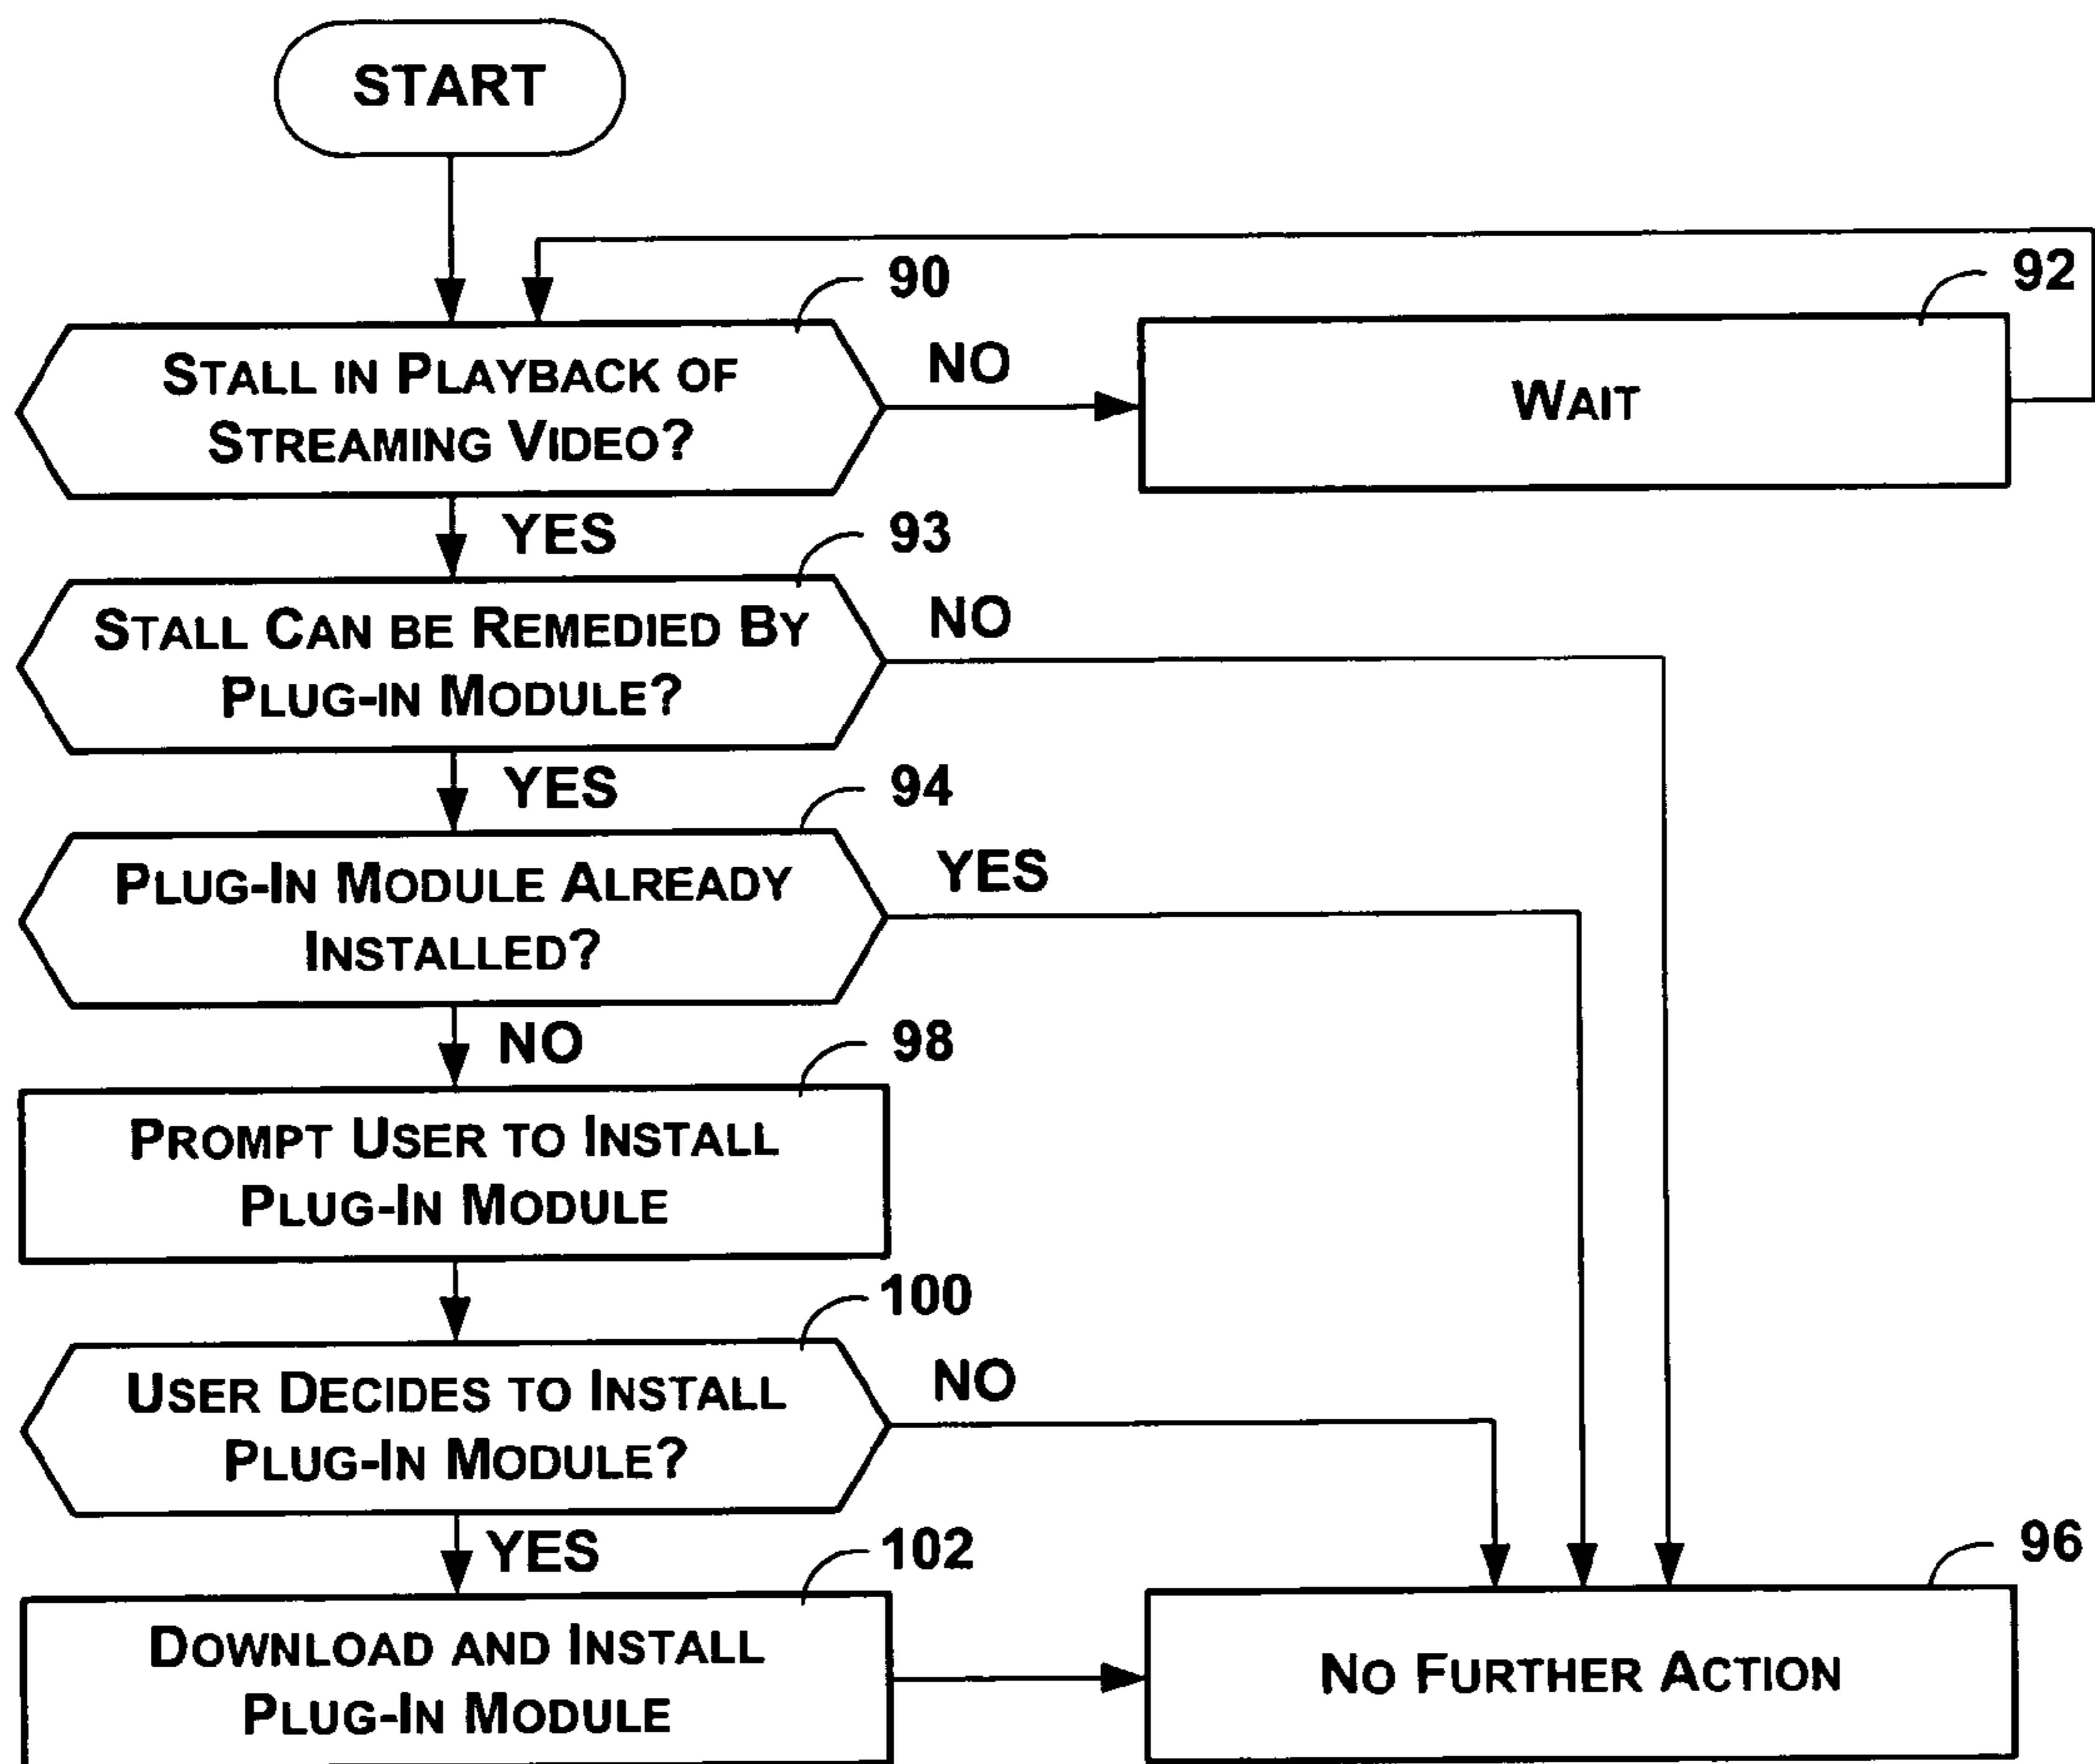 START
90
92
STALL IN PLAYBACK OF
STREAMING VIDEO?
NO
WAIT
YES
93
STALL CAN BE REMEDIED BY
PLUG-IN MODULE?
NO
YES
94
PLUG-IN MODULE ALREADY
INSTALLED?
YES
NO
98
PROMPT USER TO INSTALL
PLUG-IN MODULE
100
USER DECIDES TO INSTALL
PLUG-IN MODULE?
NO
YES
102
96
DOWNLOAD AND INSTALL
PLUG-IN MODULE
NO FURTHER ACTION